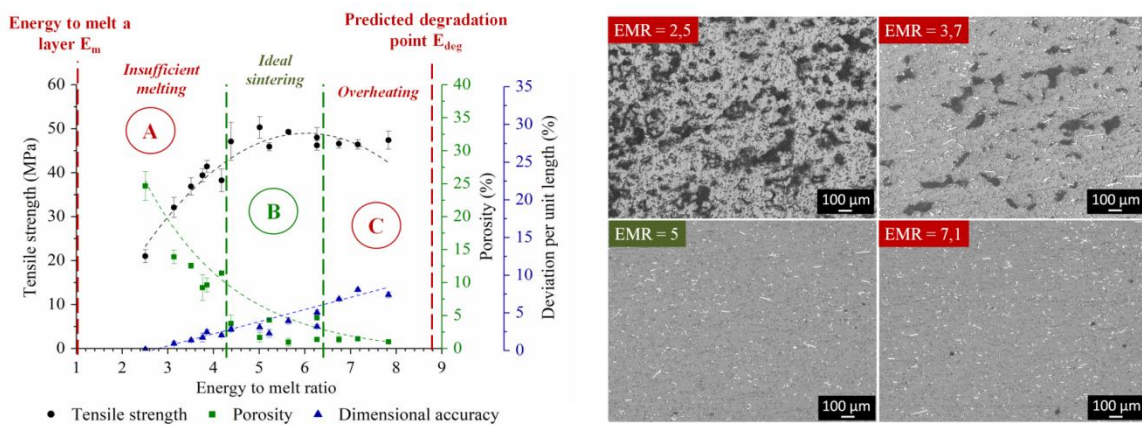 Energy to melt a
layer Em
Predicted degradation
point Edeg
Insufficient
melting
Ideal
sintering
Overheating
A
B
C
60
50
40
30
20
10
0
Tensile strength (MPa)
1 2 3 4 5 6 7 8 9
Energy to melt ratio
40
35
30
25
20
15
10
5
0
Porosity (%)
35
30
25
20
15
10
5
0
Deviation per unit length (%)
Tensile strength Porosity Dimensional accuracy
EMR = 2,5
100 µm
EMR = 3,7
100 µm
EMR = 5
100 µm
EMR = 7,1
100 µm